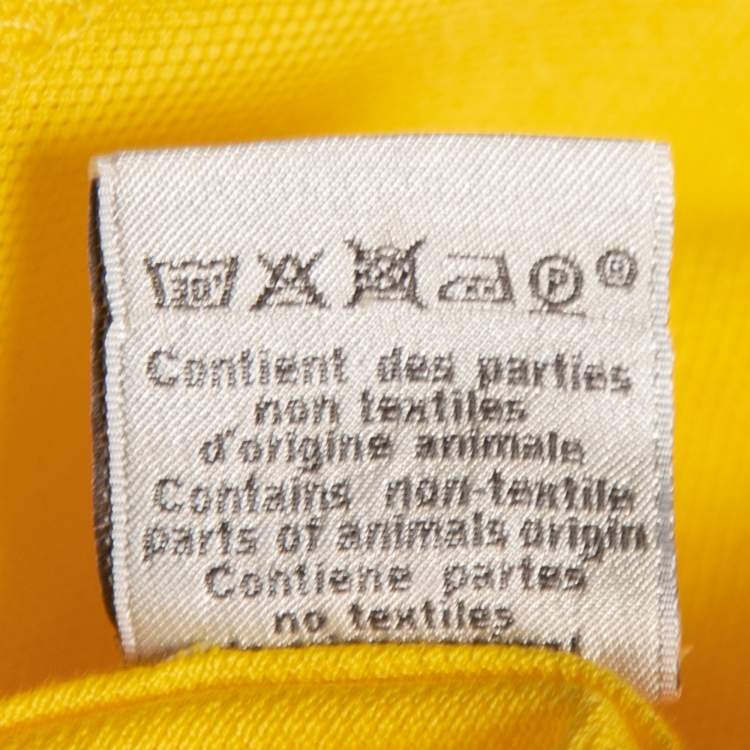 30° P ®
Contient des parties
non textiles
d'origine animale
Contains non-textile
parts of animals origin
Contiene partes
no textiles